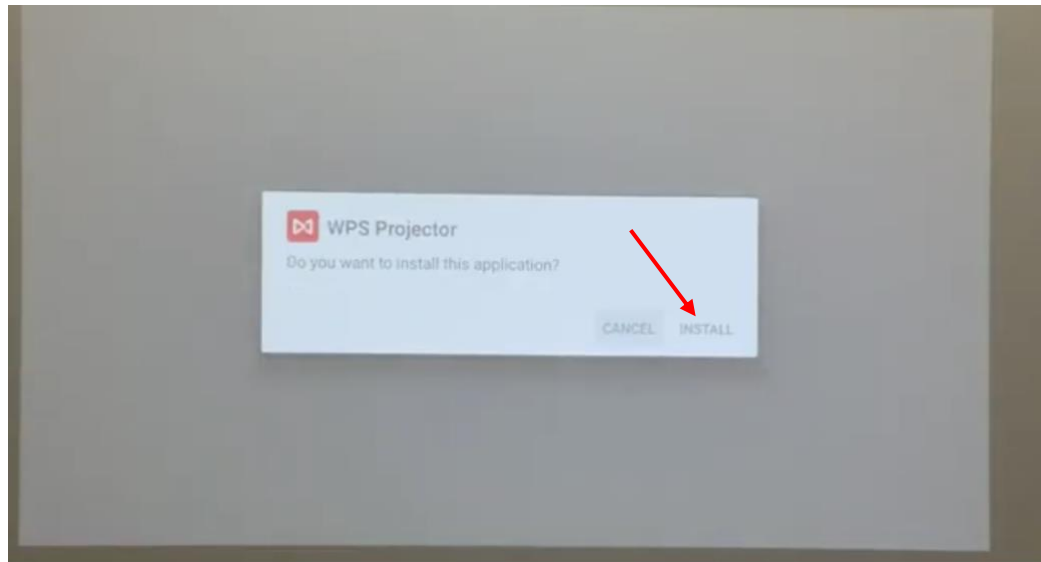 WPS Projector
Do you want to install this application?
CANCEL INSTALL